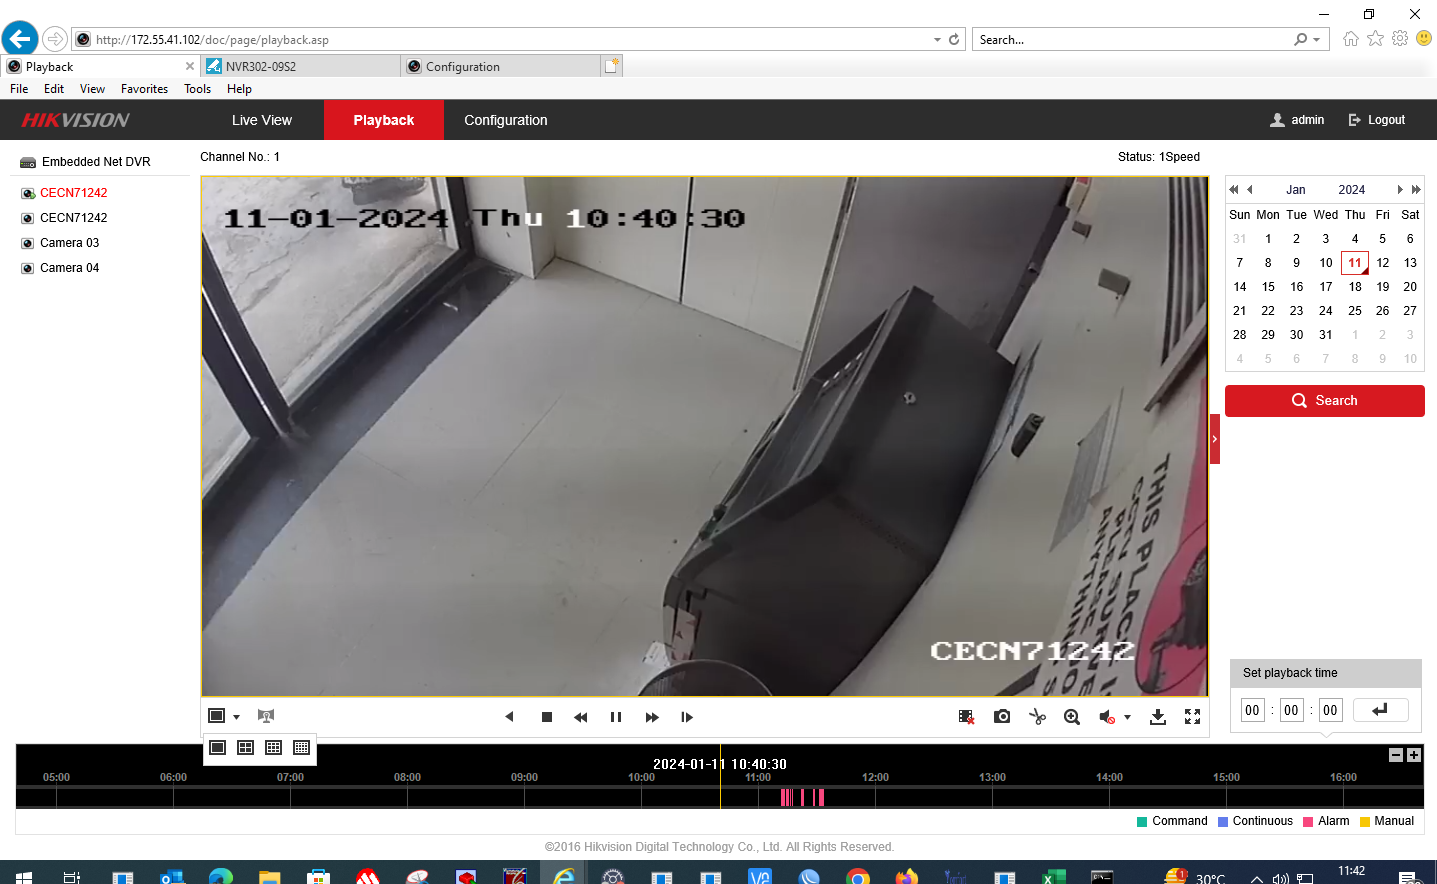 http://172.55.41.102/doc/page/playback.asp
Search...
Playback
NVR302-09S2
Configuration
File Edit View Favorites Tools Help
HIKVISION
Live View
Playback
Configuration
admin
Logout
Embedded Net DVR
CECN71242
CECN71242
Camera 03
Camera 04
Channel No.: 1
Status: 1Speed
11-01-2024 Thu 10:40:30
THIS PLACE
CCTV SURVE
PLEASE
ANYTHIN
CECN71242
Jan 2024
Sun Mon Tue Wed Thu Fri Sat
31 1 2 3 4 5 6
7 8 9 10 11 12 13
14 15 16 17 18 19 20
21 22 23 24 25 26 27
28 29 30 31 1 2 3
4 5 6 7 8 9 10
Search
Set playback time
00 : 00 : 00
2024-01-11 10:40:30
05:00 06:00 07:00 08:00 09:00 10:00 11:00 12:00 13:00 14:00 15:00 16:00
Command Continuous Alarm Manual
©2016 Hikvision Digital Technology Co., Ltd. All Rights Reserved.
30°C
11:42